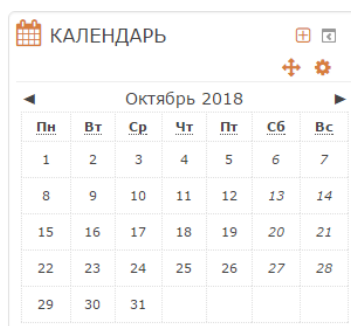 КАЛЕНДАРЬ
◄ Октябрь 2018 ►
Пн Вт Ср Чт Пт Сб Вс
1 2 3 4 5 6 7
8 9 10 11 12 13 14
15 16 17 18 19 20 21
22 23 24 25 26 27 28
29 30 31